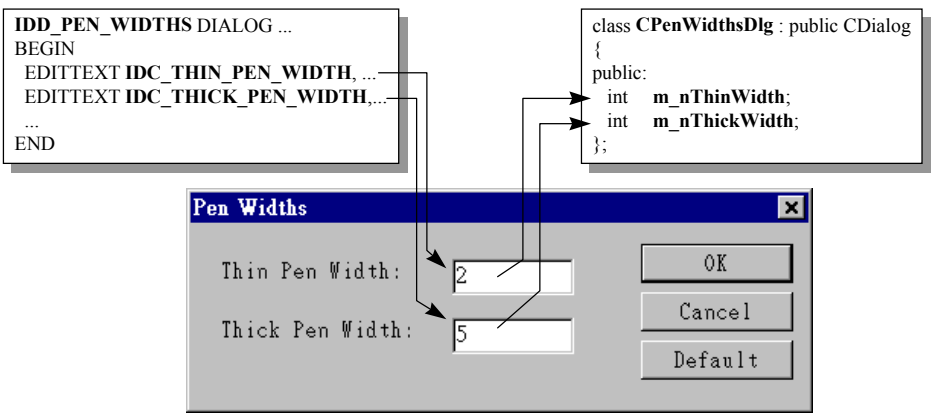 IDD_PEN_WIDTHS DIALOG ...
BEGIN
EDITTEXT IDC_THIN_PEN_WIDTH, ...
EDITTEXT IDC_THICK_PEN_WIDTH,...
...
END
class CPenWidthsDlg : public CDialog
{
public:
int m_nThinWidth;
int m_nThickWidth;
};
Pen Widths
Thin Pen Width: 2
Thick Pen Width: 5
OK
Cancel
Default